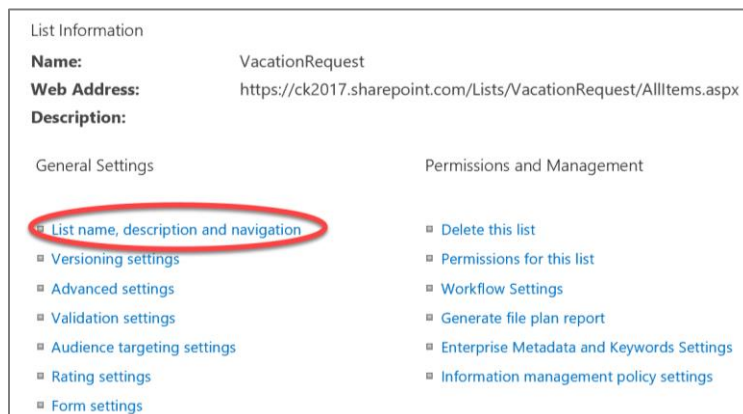 List Information
Name: VacationRequest
Web Address: https://ck2017.sharepoint.com/Lists/VacationRequest/AllItems.aspx
Description:
General Settings
Permissions and Management
List name, description and navigation
Versioning settings
Advanced settings
Validation settings
Audience targeting settings
Rating settings
Form settings
Delete this list
Permissions for this list
Workflow Settings
Generate file plan report
Enterprise Metadata and Keywords Settings
Information management policy settings